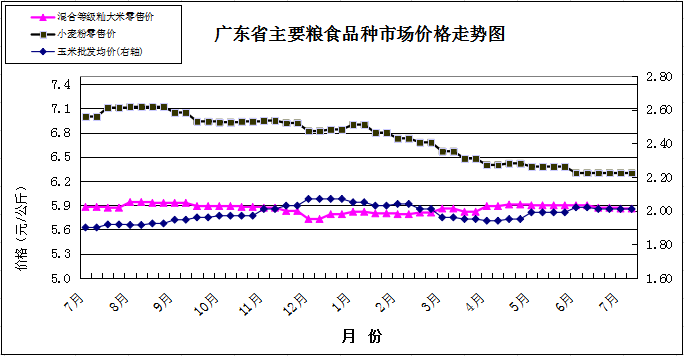 混合等级籼大米零售价
小麦粉零售价
玉米批发均价(右轴)
广东省主要粮食品种市场价格走势图
7.4
7.1
6.8
6.5
6.2
5.9
5.6
5.3
5.0
2.80
2.60
2.40
2.20
2.00
1.80
1.60
价格（元/公斤）
7月
8月
9月
10月
11月
12月
1月
2月
3月
4月
5月
6月
7月
月 份